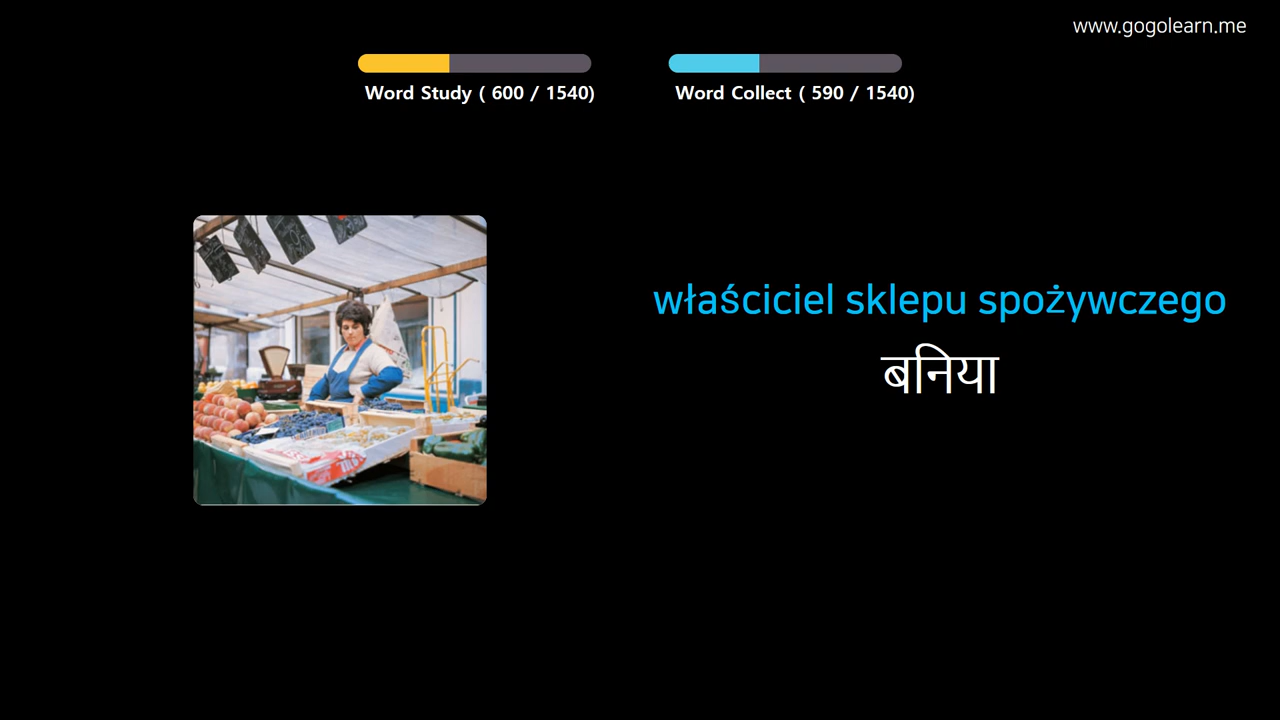 www.gogolearn.me
Word Study ( 600 / 1540)
Word Collect ( 590 / 1540)
właściciel sklepu spożywczego
बनिया